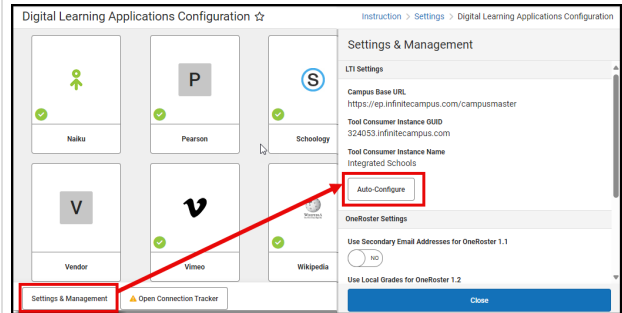 Digital Learning Applications Configuration ☆
Instruction > Settings > Digital Learning Applications Configuration
Naiku
P
Pearson
S
Schoology
V
Vendor
Vimeo
WIKIPEDIA
Wikipedia
Settings & Management
Open Connection Tracker
Settings & Management
LTI Settings
Campus Base URL
https://ep.infinitecampus.com/campusmaster
Tool Consumer Instance GUID
324053.infinitecampus.com
Tool Consumer Instance Name
Integrated Schools
Auto-Configure
OneRoster Settings
Use Secondary Email Addresses for OneRoster 1.1
NO
Use Local Grades for OneRoster 1.2
Close